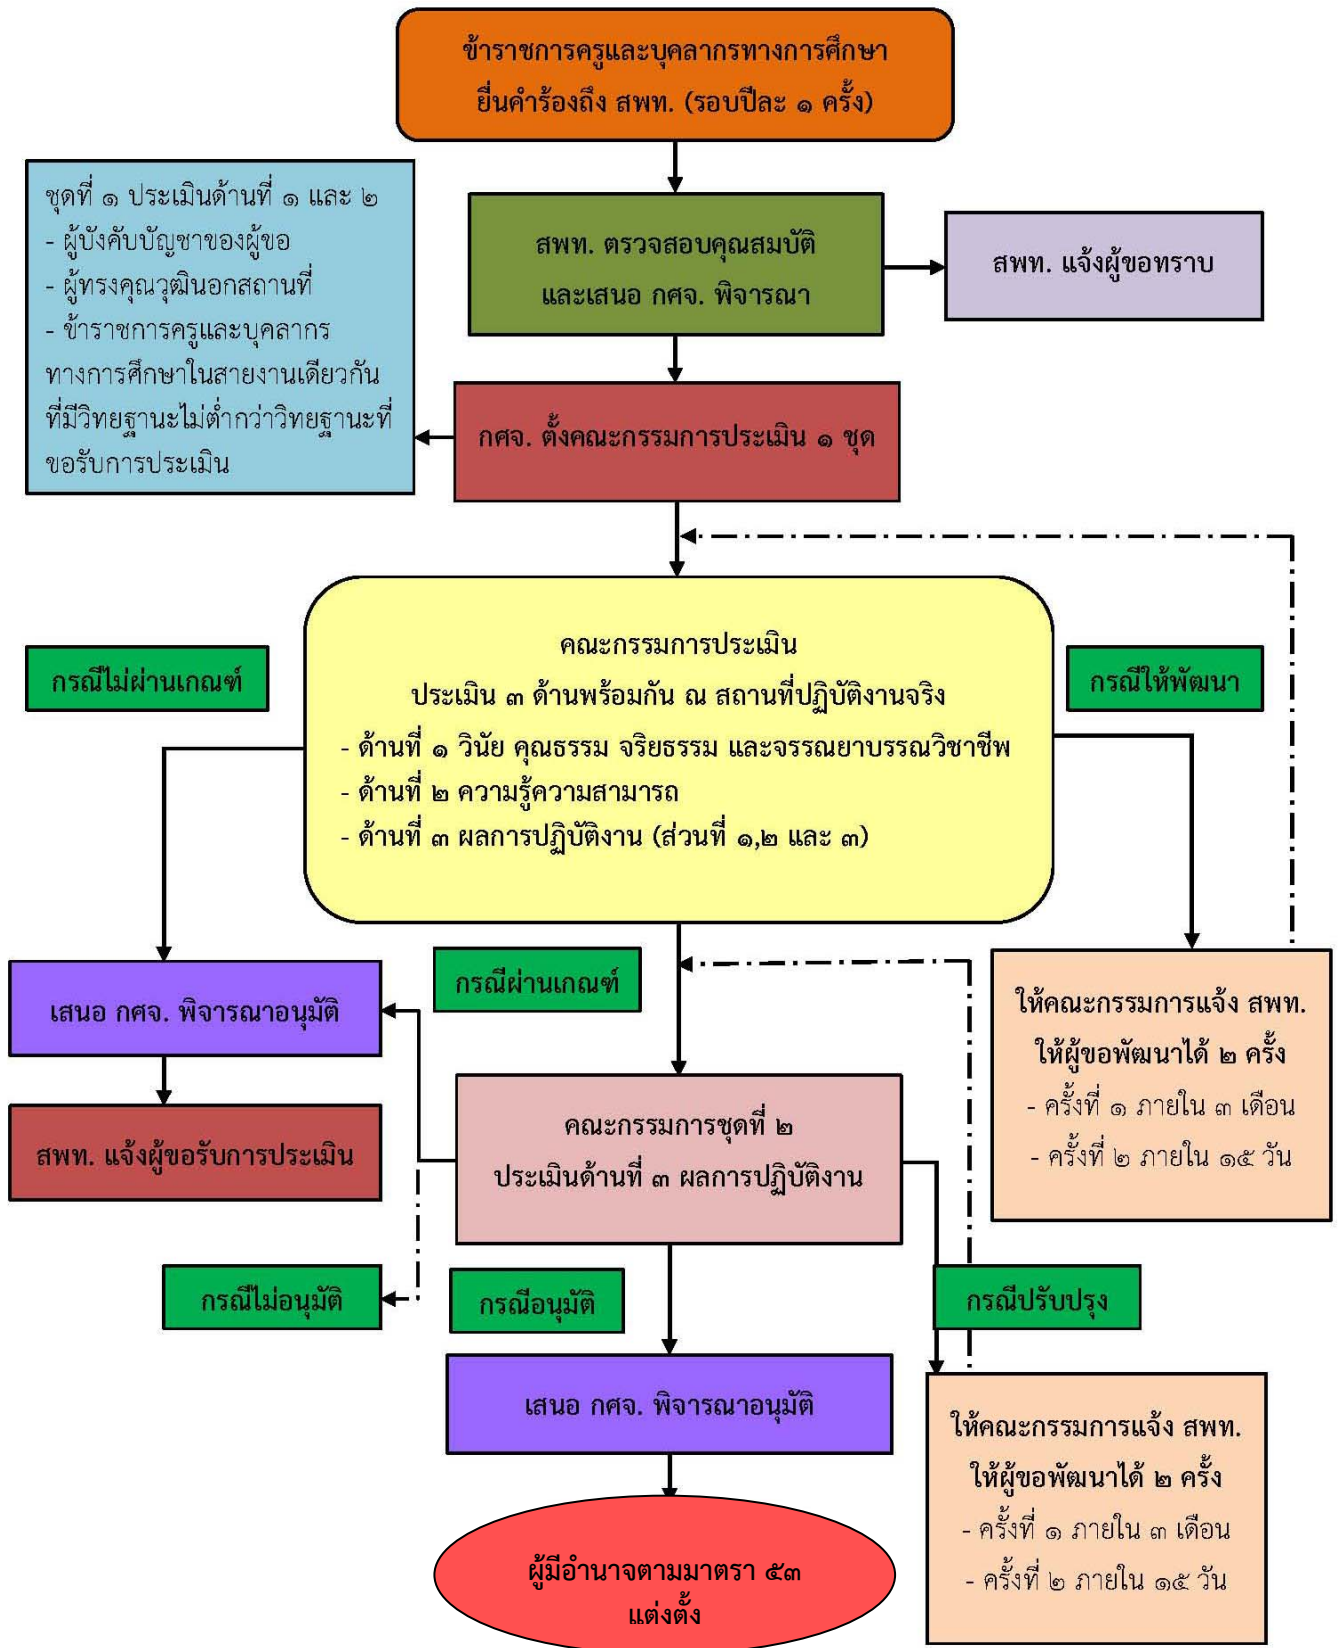 ข้าราชการครูและบุคลากรทางการศึกษา
ยื่นคำร้องถึง สพท. (รอบปีละ ๑ ครั้ง)
ชุดที่ ๑ ประเมินด้านที่ ๑ และ ๒
- ผู้บังคับบัญชาของผู้ขอ
- ผู้ทรงคุณวุฒินอกสถานที่
- ข้าราชการครูและบุคลากร
ทางการศึกษาในสายงานเดียวกัน
ที่มีวิทยฐานะไม่ต่ำกว่าวิทยฐานะที่
ขอรับการประเมิน
สพท. ตรวจสอบคุณสมบัติ
และเสนอ กศจ. พิจารณา
สพท. แจ้งผู้ขอทราบ
กศจ. ตั้งคณะกรรมการประเมิน ๑ ชุด
กรณีไม่ผ่านเกณฑ์
คณะกรรมการประเมิน
ประเมิน ๓ ด้านพร้อมกัน ณ สถานที่ปฏิบัติงานจริง
- ด้านที่ ๑ วินัย คุณธรรม จริยธรรม และจรรณยาบรรณวิชาชีพ
- ด้านที่ ๒ ความรู้ความสามารถ
- ด้านที่ ๓ ผลการปฏิบัติงาน (ส่วนที่ ๑,๒ และ ๓)
กรณีให้พัฒนา
เสนอ กศจ. พิจารณาอนุมัติ
กรณีผ่านเกณฑ์
ให้คณะกรรมการแจ้ง สพท.
ให้ผู้ขอพัฒนาได้ ๒ ครั้ง
- ครั้งที่ ๑ ภายใน ๓ เดือน
- ครั้งที่ ๒ ภายใน ๑๕ วัน
สพท. แจ้งผู้ขอรับการประเมิน
คณะกรรมการชุดที่ ๒
ประเมินด้านที่ ๓ ผลการปฏิบัติงาน
กรณีไม่อนุมัติ
กรณีอนุมัติ
กรณีปรับปรุง
เสนอ กศจ. พิจารณาอนุมัติ
ให้คณะกรรมการแจ้ง สพท.
ให้ผู้ขอพัฒนาได้ ๒ ครั้ง
- ครั้งที่ ๑ ภายใน ๓ เดือน
- ครั้งที่ ๒ ภายใน ๑๕ วัน
ผู้มีอำนาจตามมาตรา ๕๓
แต่งตั้ง